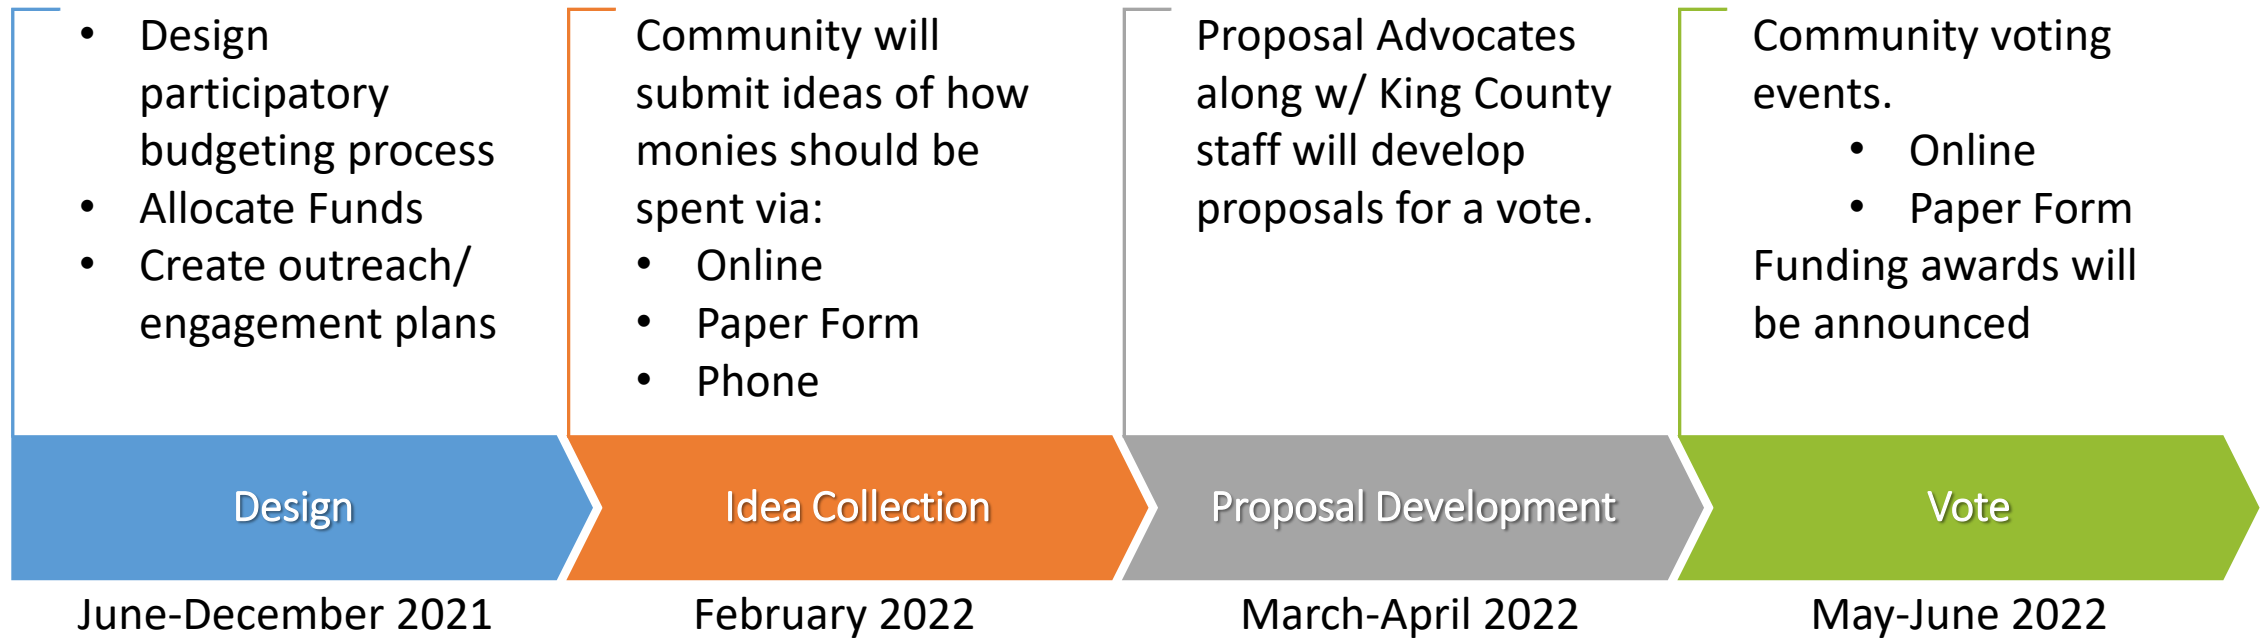 • Design
participatory
budgeting process
• Allocate Funds
• Create outreach/
engagement plans
Community will
submit ideas of how
monies should be
spent via:
• Online
• Paper Form
• Phone
Proposal Advocates
along w/ King County
staff will develop
proposals for a vote.
Community voting
events.
• Online
• Paper Form
Funding awards will
be announced
Design
Idea Collection
Proposal Development
Vote
June-December 2021
February 2022
March-April 2022
May-June 2022